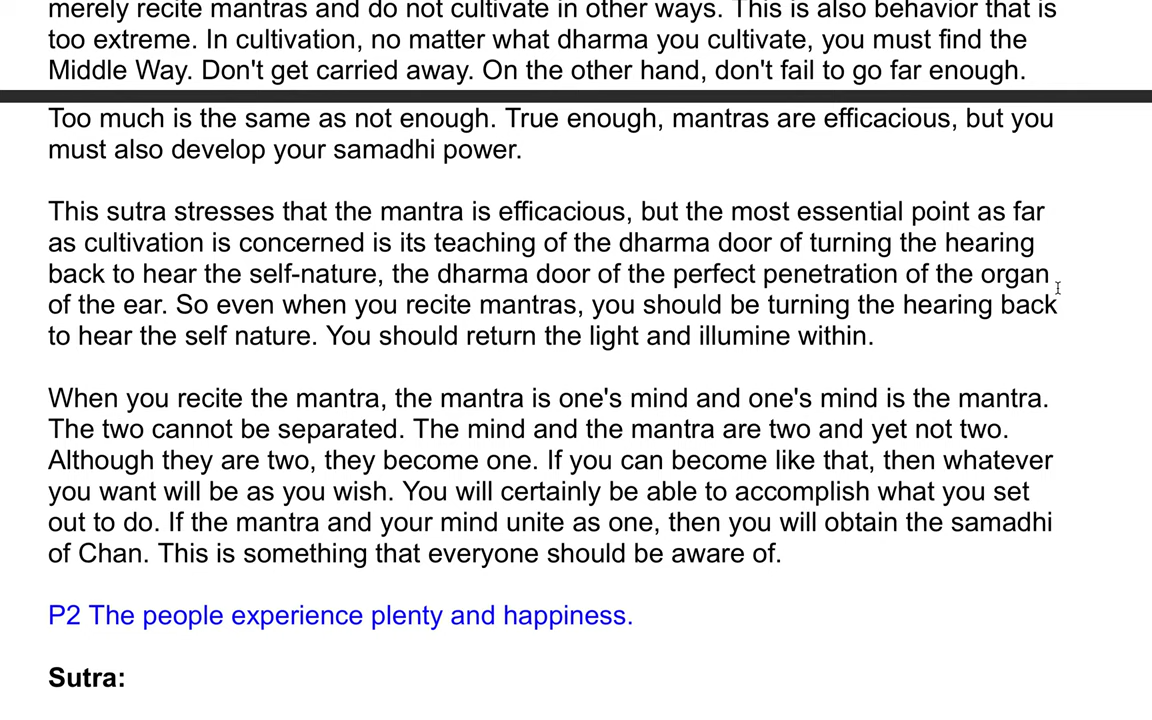 merely recite mantras and do not cultivate in other ways. This is also behavior that is
too extreme. In cultivation, no matter what dharma you cultivate, you must find the
Middle Way. Don't get carried away. On the other hand, don't fail to go far enough.
Too much is the same as not enough. True enough, mantras are efficacious, but you
must also develop your samadhi power.
This sutra stresses that the mantra is efficacious, but the most essential point as far
as cultivation is concerned is its teaching of the dharma door of turning the hearing
back to hear the self-nature, the dharma door of the perfect penetration of the organ
of the ear. So even when you recite mantras, you should be turning the hearing back
to hear the self nature. You should return the light and illumine within.
When you recite the mantra, the mantra is one's mind and one's mind is the mantra.
The two cannot be separated. The mind and the mantra are two and yet not two.
Although they are two, they become one. If you can become like that, then whatever
you want will be as you wish. You will certainly be able to accomplish what you set
out to do. If the mantra and your mind unite as one, then you will obtain the samadhi
of Chan. This is something that everyone should be aware of.
P2 The people experience plenty and happiness.
Sutra: